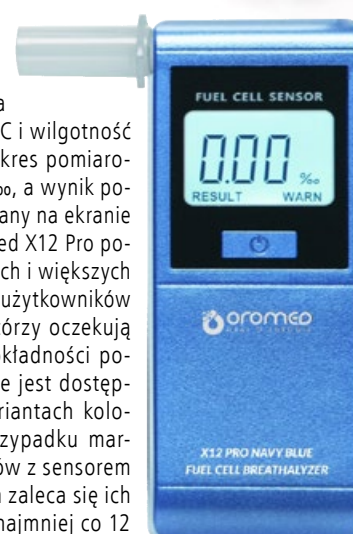 a
C i wilgotność
kres pomiaro-
‰, a wynik po-
any na ekranie
ed X12 Pro po-
ch i większych
użytkowników
tórzy oczekują
kładności po-
e jest dostęp-
riantach kolo-
rzypadku mar-
ów z sensorem
zaleca się ich
najmniej co 12
FUEL CELL SENSOR
0.00 ‰
RESULT WARN
oromed
X12 PRO NAVY BLUE
FUEL CELL BREATHALYZER